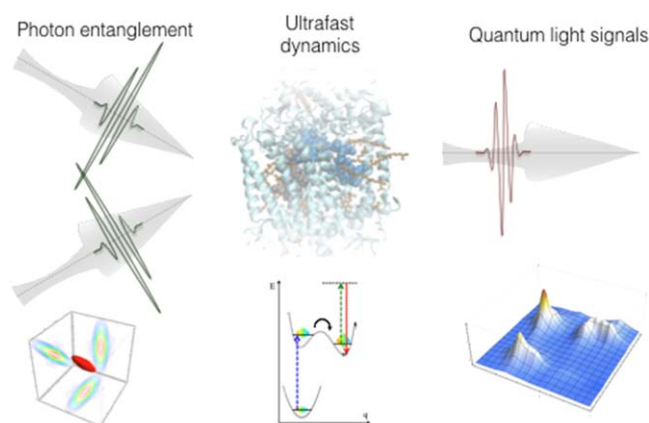 Photon entanglement
Ultrafast
dynamics
Quantum light signals
E
q